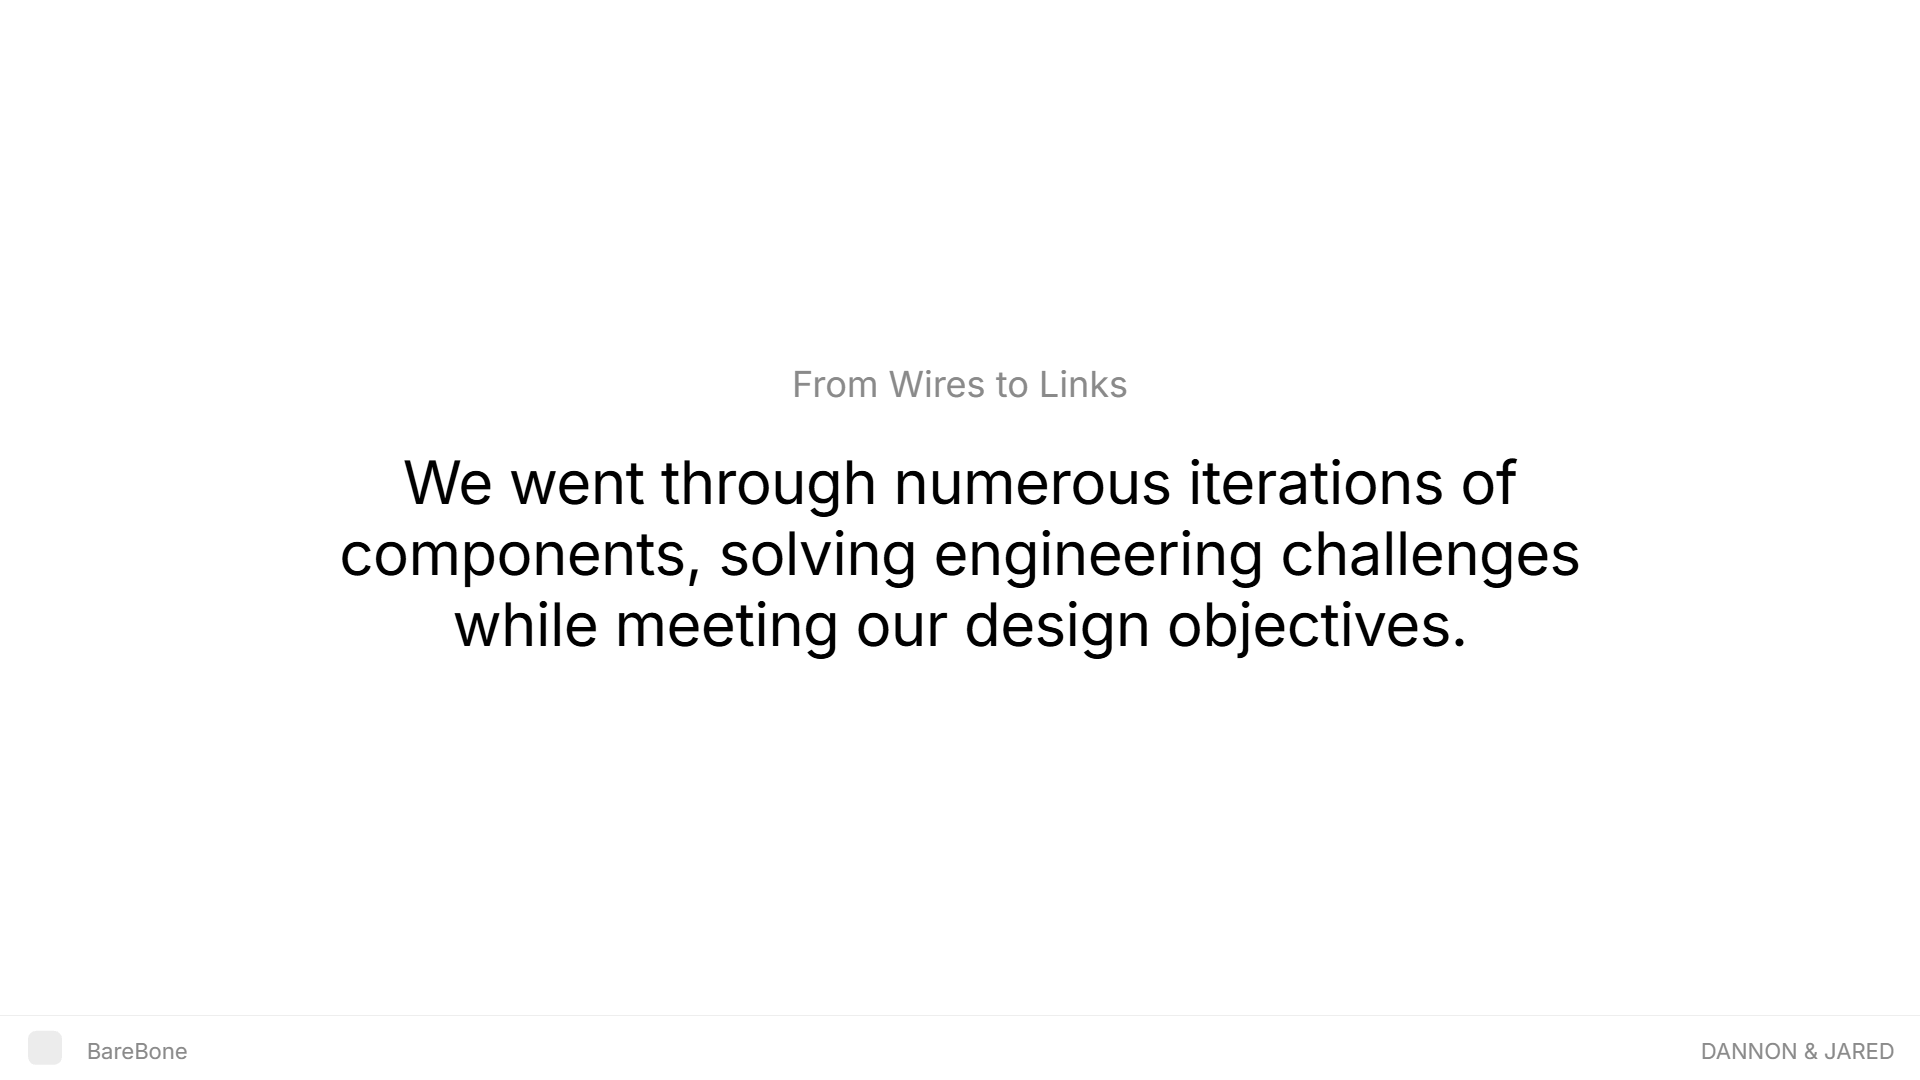 From Wires to Links
We went through numerous iterations of
components, solving engineering challenges
while meeting our design objectives.
BareBone
DANNON & JARED